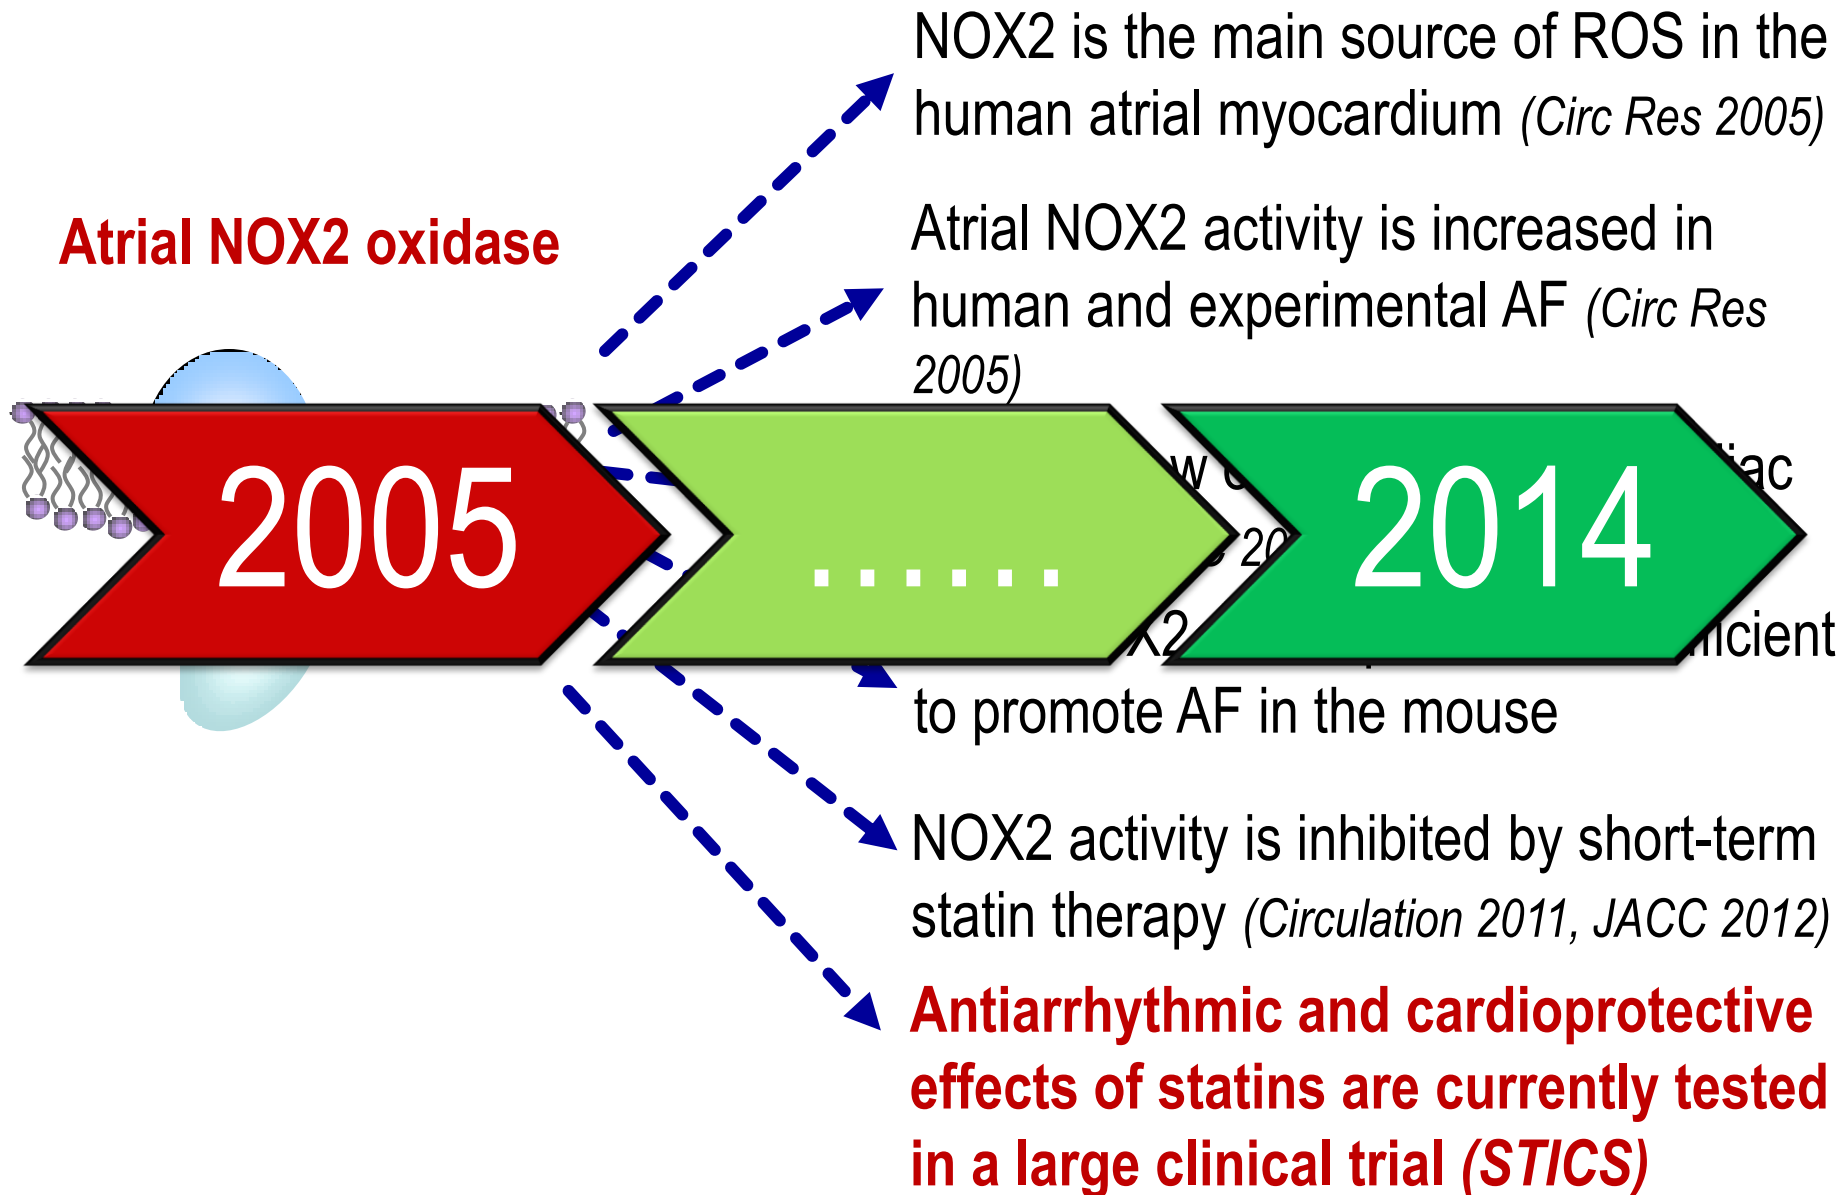 NOX2 is the main source of ROS in the
human atrial myocardium (Circ Res 2005)
Atrial NOX2 oxidase
Atrial NOX2 activity is increased in
human and experimental AF (Circ Res
2005)
2005
......
2014
to promote AF in the mouse
NOX2 activity is inhibited by short-term
statin therapy (Circulation 2011, JACC 2012)
Antiarrhythmic and cardioprotective
effects of statins are currently tested
in a large clinical trial (STICS)